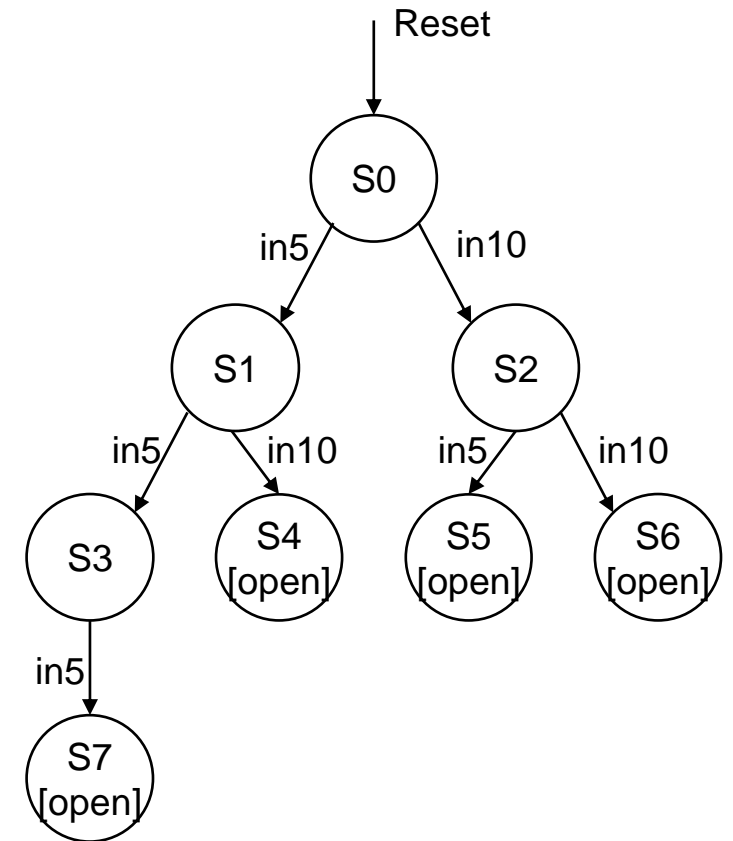 Reset
S0
in5
in10
S1
S2
in5
in10
in5
in10
S3
S4
[open]
S5
[open]
S6
[open]
in5
S7
[open]